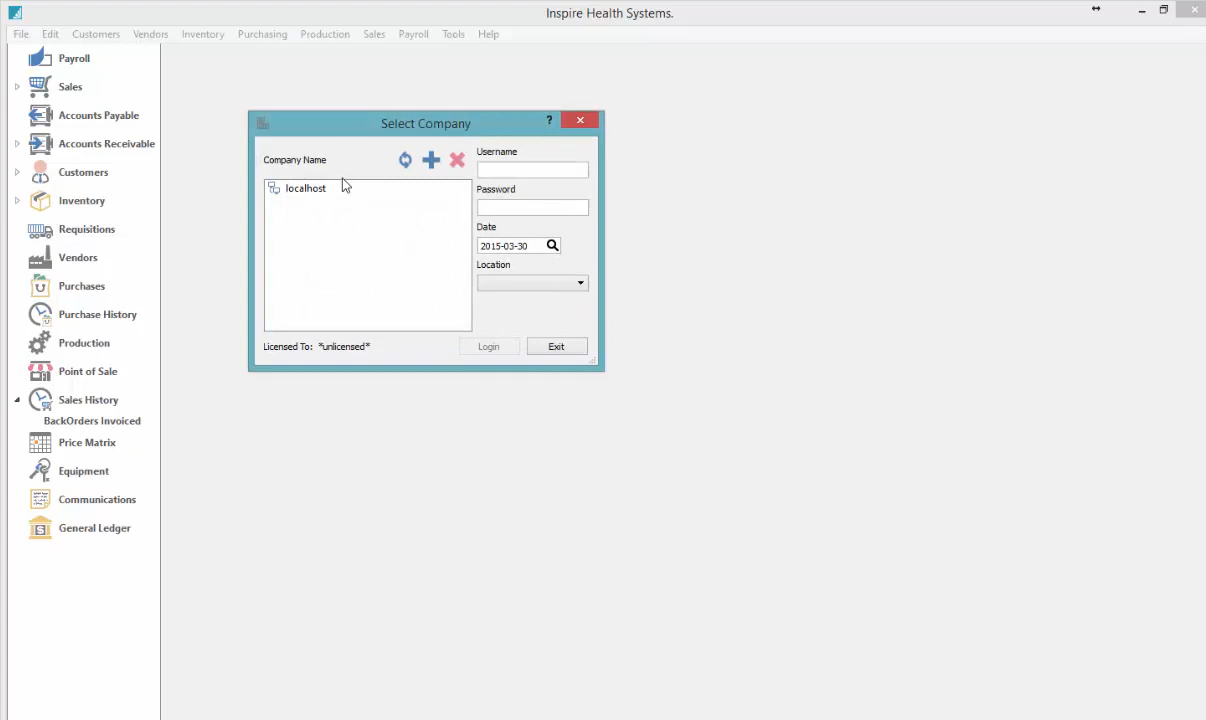 Inspire Health Systems.
File Edit Customers Vendors Inventory Purchasing Production Sales Payroll Tools Help
Payroll
Sales
Accounts Payable
Accounts Receivable
Customers
Inventory
Requisitions
Vendors
Purchases
Purchase History
Production
Point of Sale
Sales History
BackOrders Invoiced
Price Matrix
Equipment
Communications
General Ledger
Select Company
?
Company Name
localhost
Username
Password
Date
2015-03-30
Location
Licensed To: *unlicensed*
Login
Exit